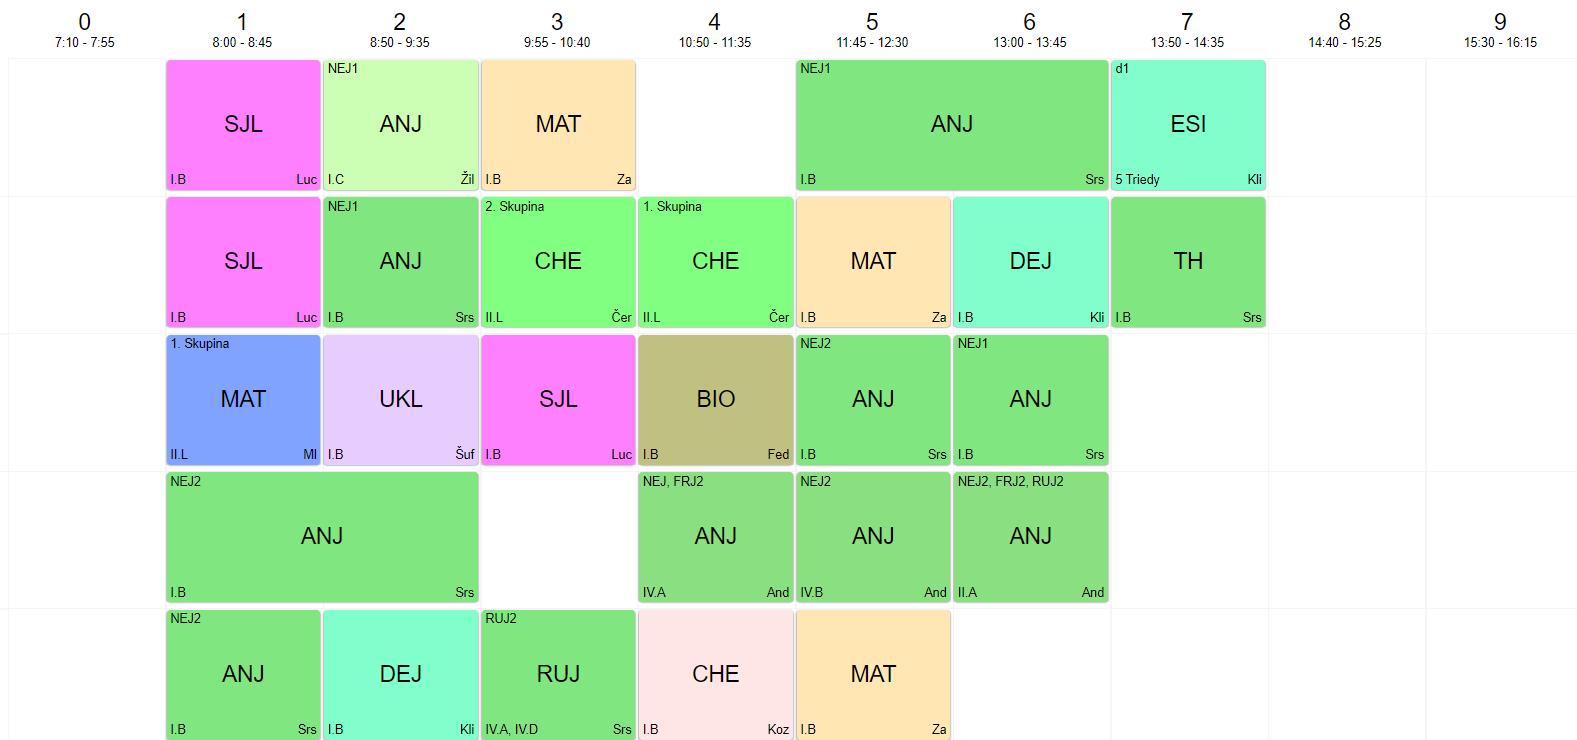 0 1 2 3 4 5 6 7 8 9
7:10 - 7:55 8:00 - 8:45 8:50 - 9:35 9:55 - 10:40 10:50 - 11:35 11:45 - 12:30 13:00 - 13:45 13:50 - 14:35 14:40 - 15:25 15:30 - 16:15
NEJ1 NEJ1 d1
SJL ANJ MAT ANJ ESI
I.B Luc I.C Žil I.B Za I.B Srs 5 Triedy Kli
NEJ1 2. Skupina 1. Skupina
SJL ANJ CHE CHE MAT DEJ TH
I.B Luc I.B Srs II.L Čer II.L Čer I.B Za I.B Kli I.B Srs
1. Skupina NEJ2 NEJ1
MAT UKL SJL BIO ANJ ANJ
II.L MI I.B Šuf I.B Luc I.B Fed I.B Srs I.B Srs
NEJ2 NEJ, FRJ2 NEJ2 NEJ2, FRJ2, RUJ2
ANJ ANJ ANJ ANJ
I.B Srs IV.A And IV.B And II.A And
NEJ2 RUJ2
ANJ DEJ RUJ CHE MAT
I.B Srs I.B Kli IV.A, IV.D Srs I.B Koz I.B Za